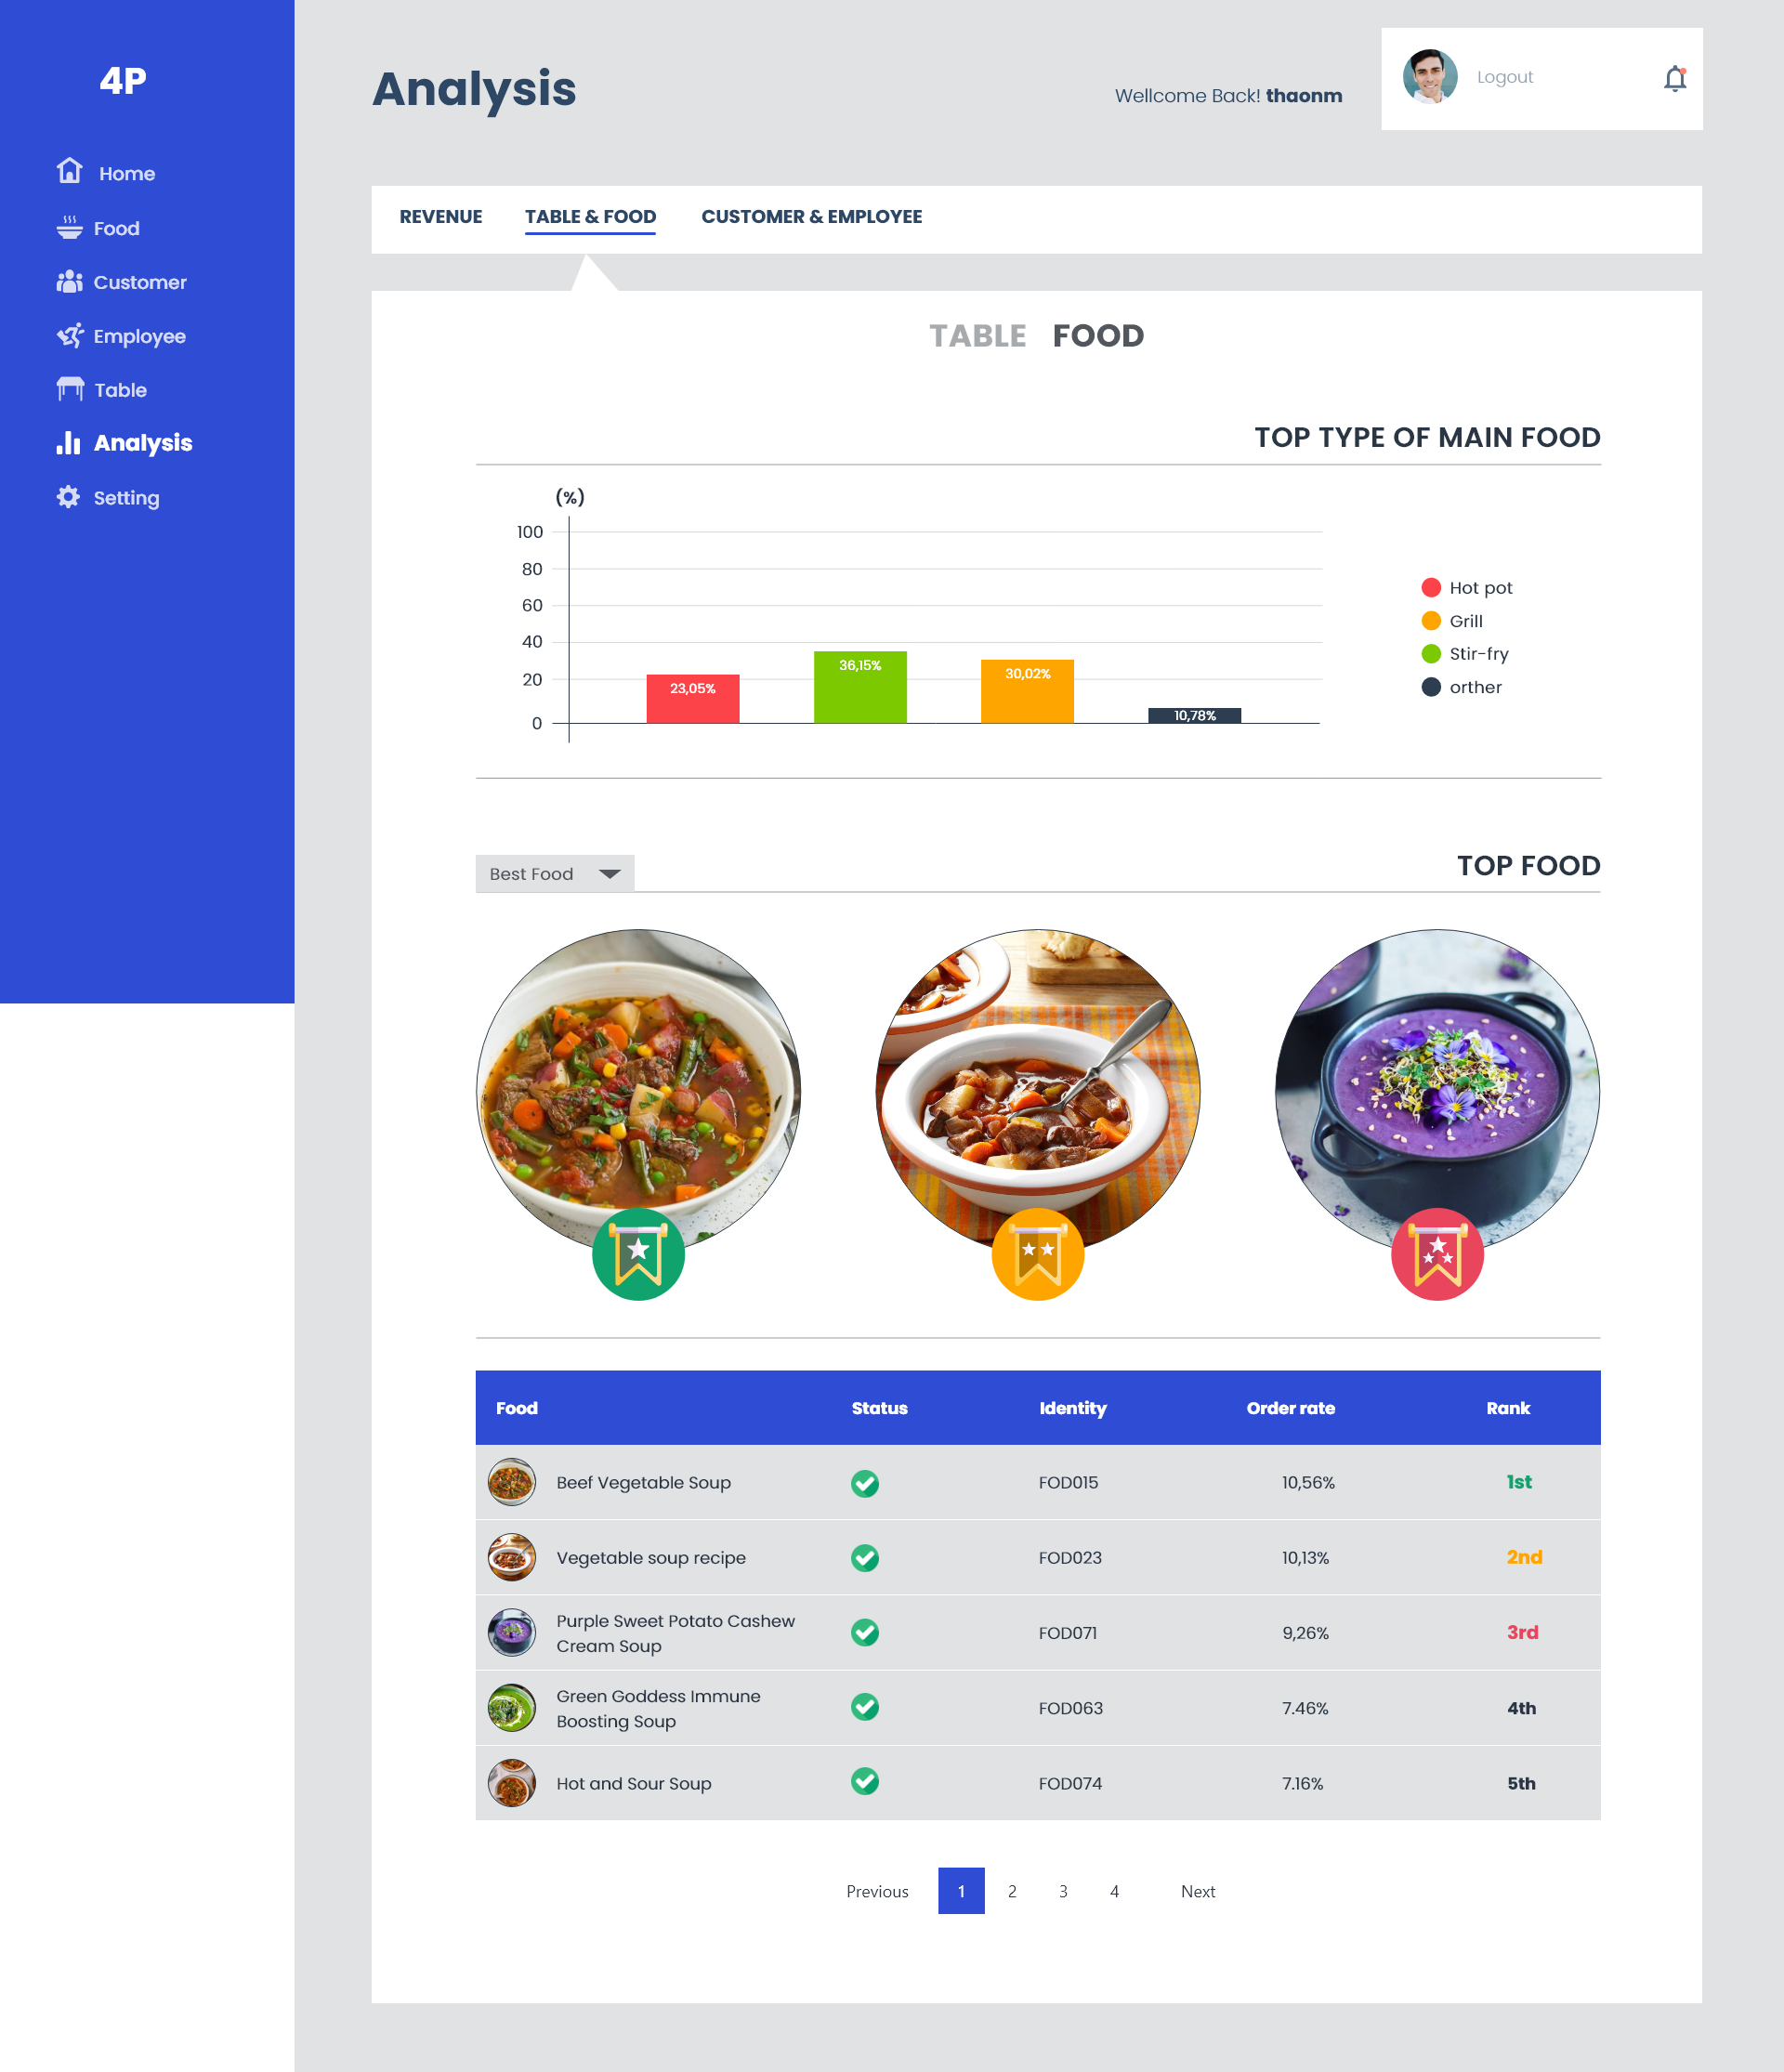 4P
Home
Food
Customer
Employee
Table
Analysis
Setting
Analysis
Wellcome Back! thaonm
Logout
REVENUE
TABLE & FOOD
CUSTOMER & EMPLOYEE
TABLE
FOOD
TOP TYPE OF MAIN FOOD
(%)
100
80
60
40
20
0
23,05%
36,15%
30,02%
10,78%
Hot pot
Grill
Stir-fry
orther
Best Food
TOP FOOD
Food
Status
Identity
Order rate
Rank
Beef Vegetable Soup
FOD015
10,56%
1st
Vegetable soup recipe
FOD023
10,13%
2nd
Purple Sweet Potato Cashew
Cream Soup
FOD071
9,26%
3rd
Green Goddess Immune
Boosting Soup
FOD063
7.46%
4th
Hot and Sour Soup
FOD074
7.16%
5th
Previous
1
2
3
4
Next